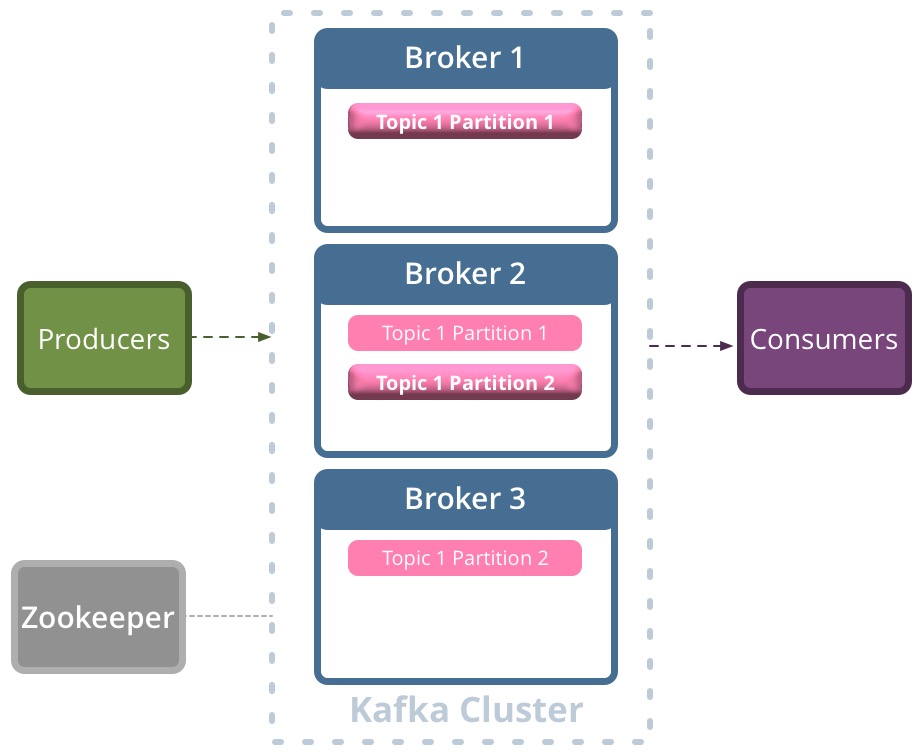 Broker 1
Topic 1 Partition 1
Broker 2
Topic 1 Partition 1
Topic 1 Partition 2
Broker 3
Topic 1 Partition 2
Kafka Cluster
Producers
Zookeeper
Consumers